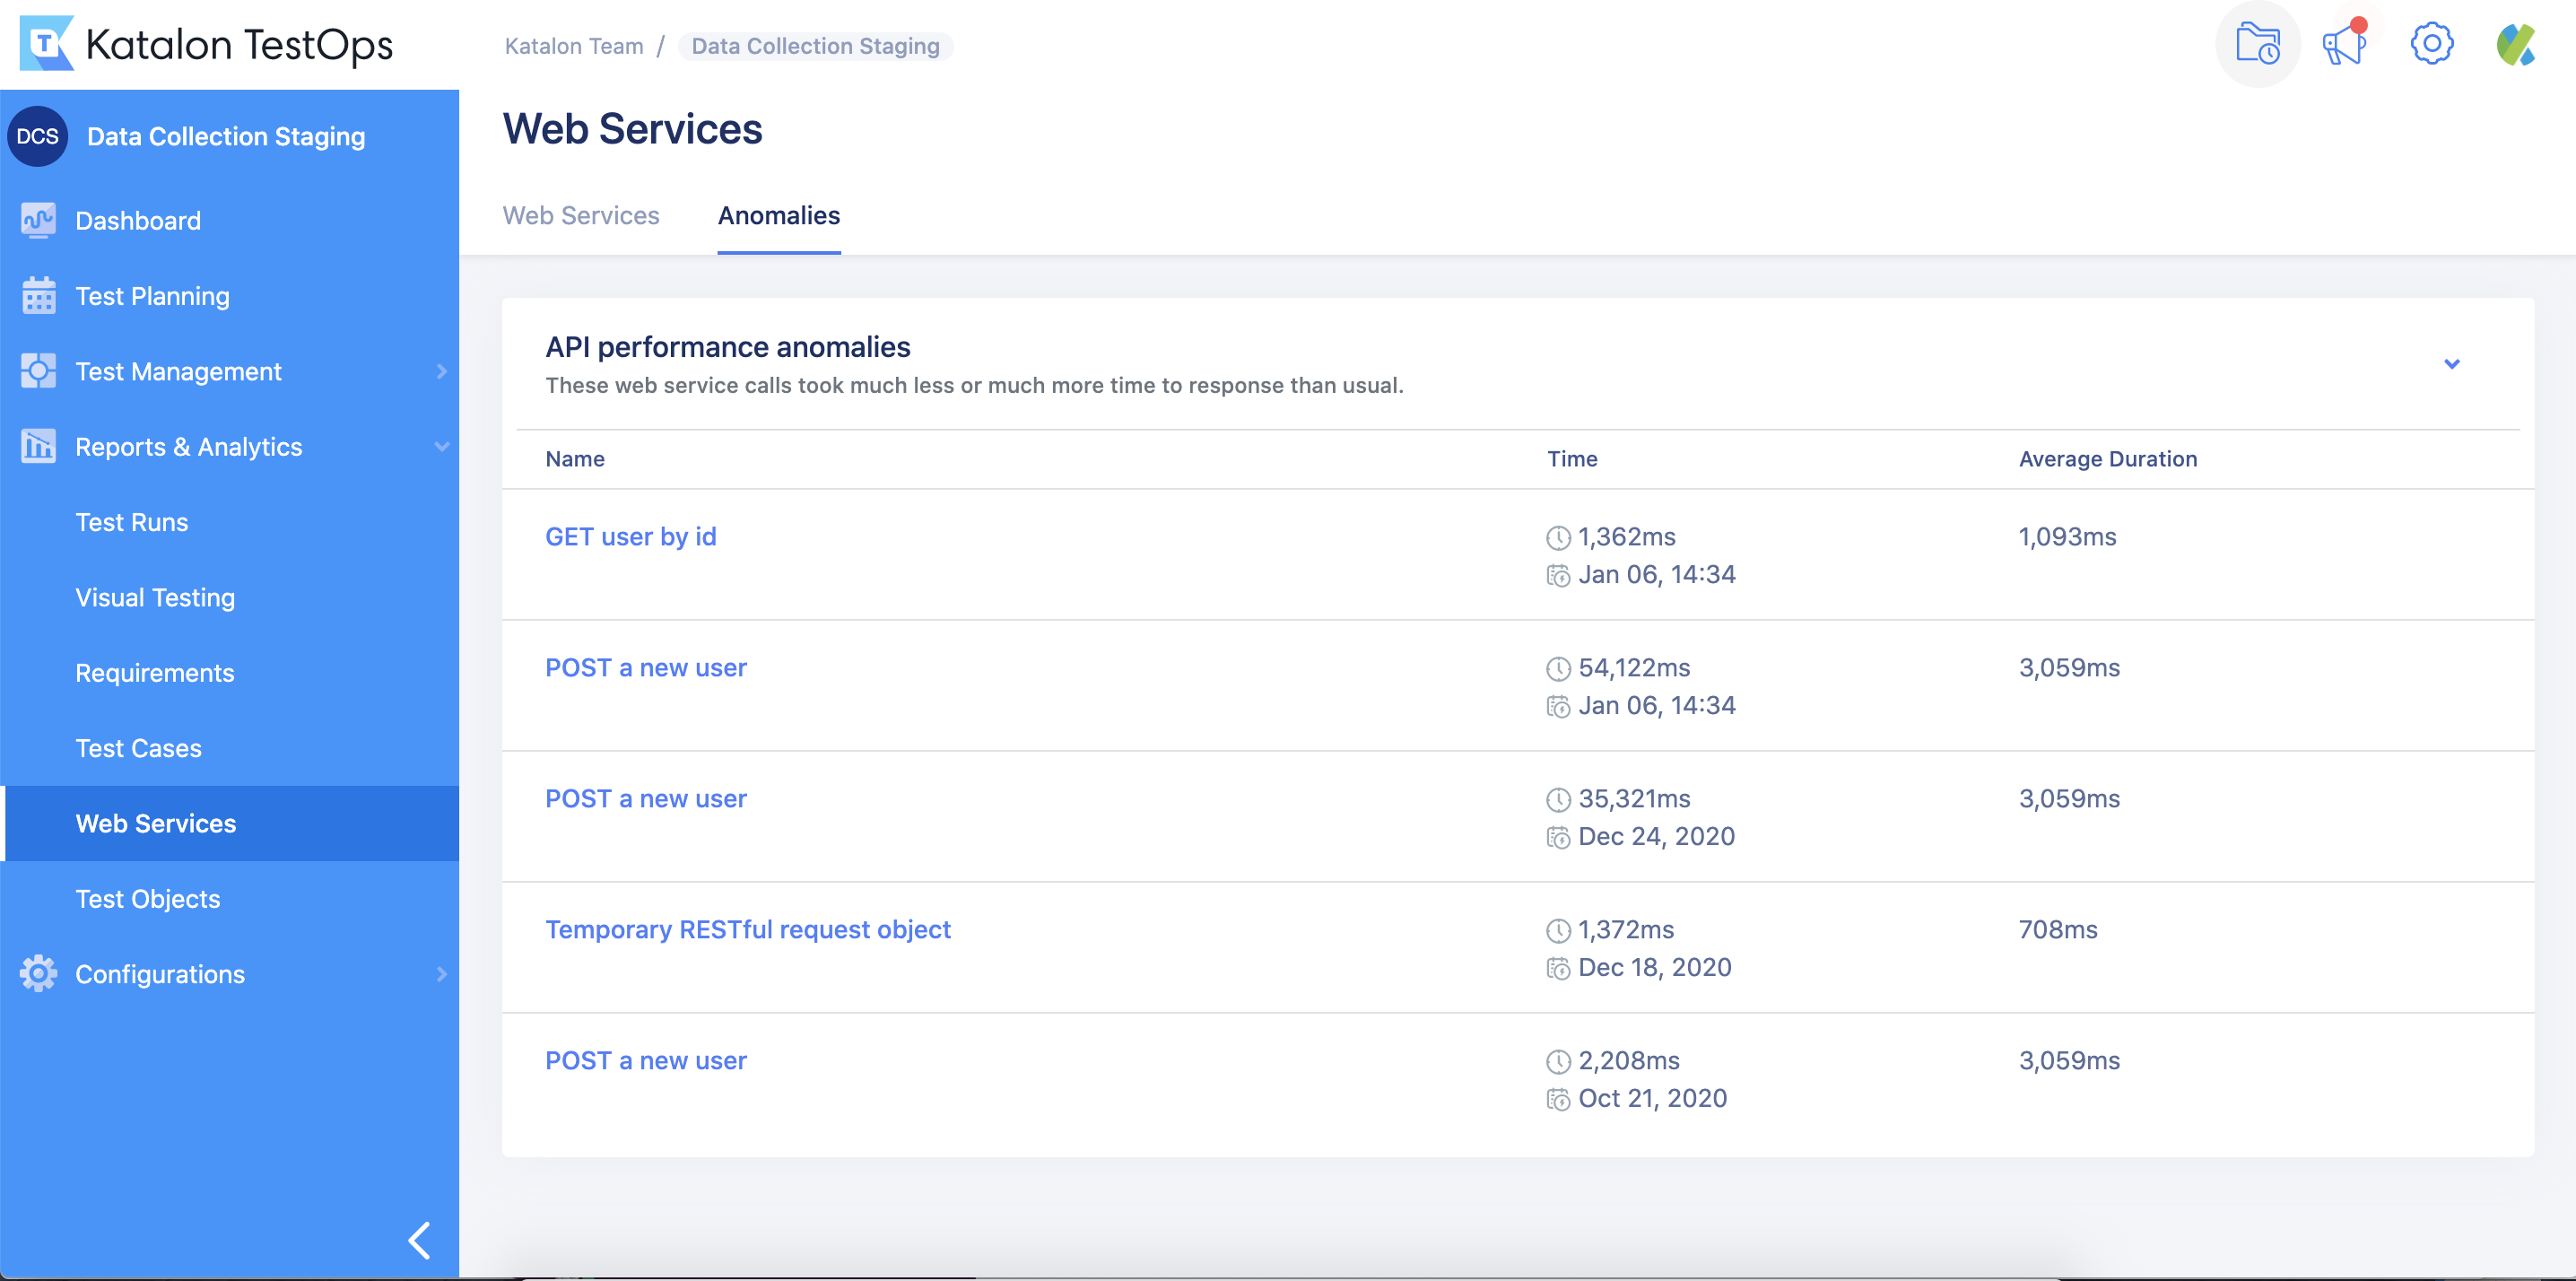 Katalon TestOps
Katalon Team / Data Collection Staging
DCS Data Collection Staging
Dashboard
Test Planning
Test Management
Reports & Analytics
Test Runs
Visual Testing
Requirements
Test Cases
Web Services
Test Objects
Configurations
Web Services
Web Services Anomalies
API performance anomalies
These web service calls took much less or much more time to response than usual.
Name Time Average Duration
GET user by id 1,362ms 1,093ms
Jan 06, 14:34
POST a new user 54,122ms 3,059ms
Jan 06, 14:34
POST a new user 35,321ms 3,059ms
Dec 24, 2020
Temporary RESTful request object 1,372ms 708ms
Dec 18, 2020
POST a new user 2,208ms 3,059ms
Oct 21, 2020